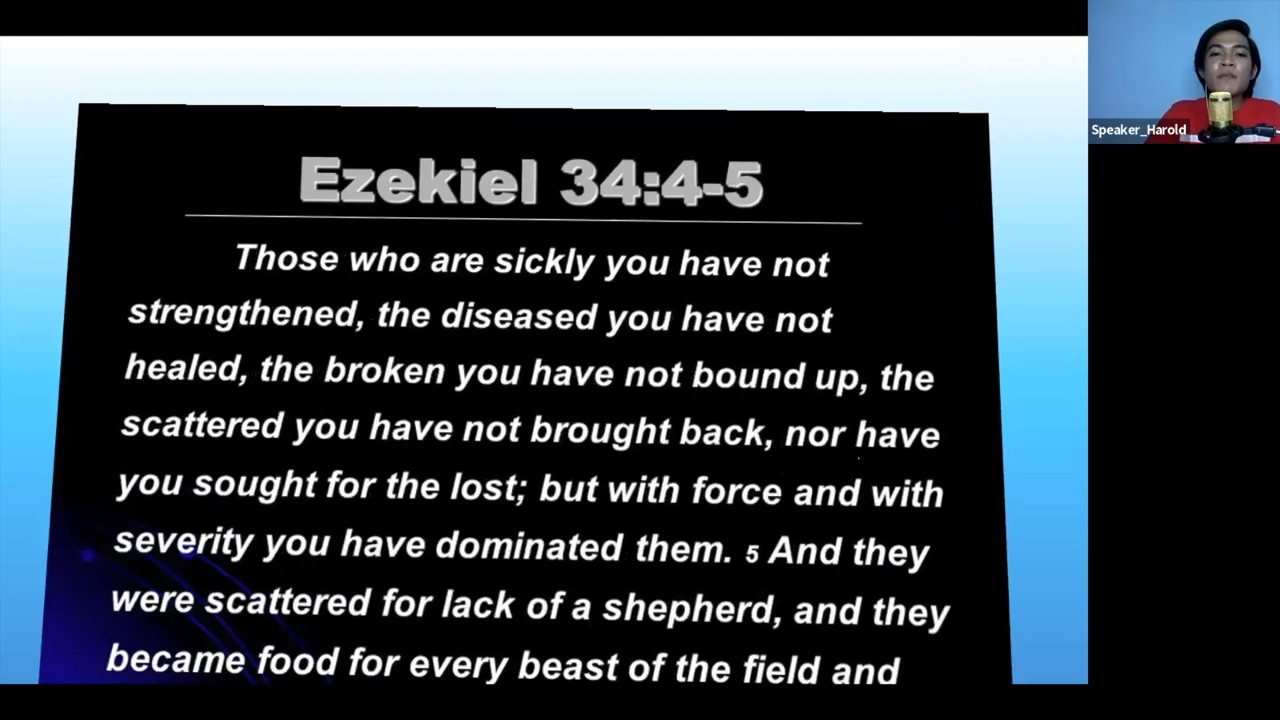 Ezekiel 34:4-5
Those who are sickly you have not
strengthened, the diseased you have not
healed, the broken you have not bound up, the
scattered you have not brought back, nor have
you sought for the lost; but with force and with
severity you have dominated them. 5 And they
were scattered for lack of a shepherd, and they
became food for every beast of the field and
Speaker_Harold